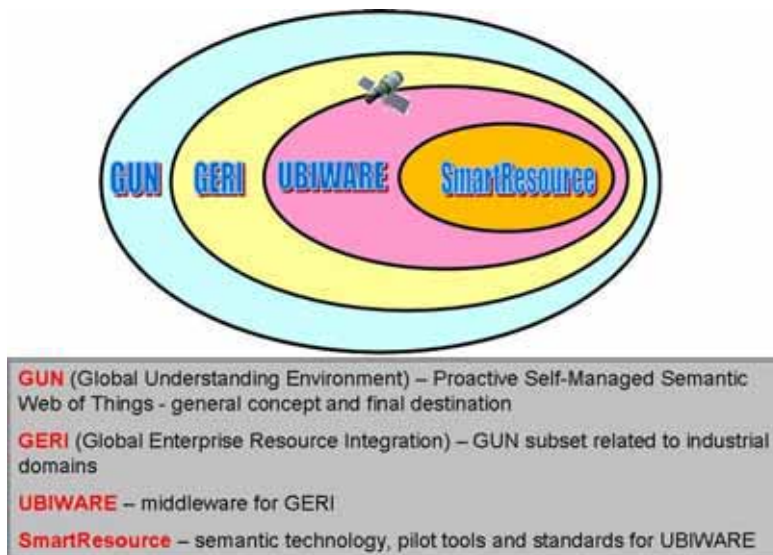 GUN GERI UBIWARE SmartResource
GUN (Global Understanding Environment) – Proactive Self-Managed Semantic
Web of Things - general concept and final destination
GERI (Global Enterprise Resource Integration) – GUN subset related to industrial
domains
UBIWARE – middleware for GERI
SmartResource – semantic technology, pilot tools and standards for UBIWARE